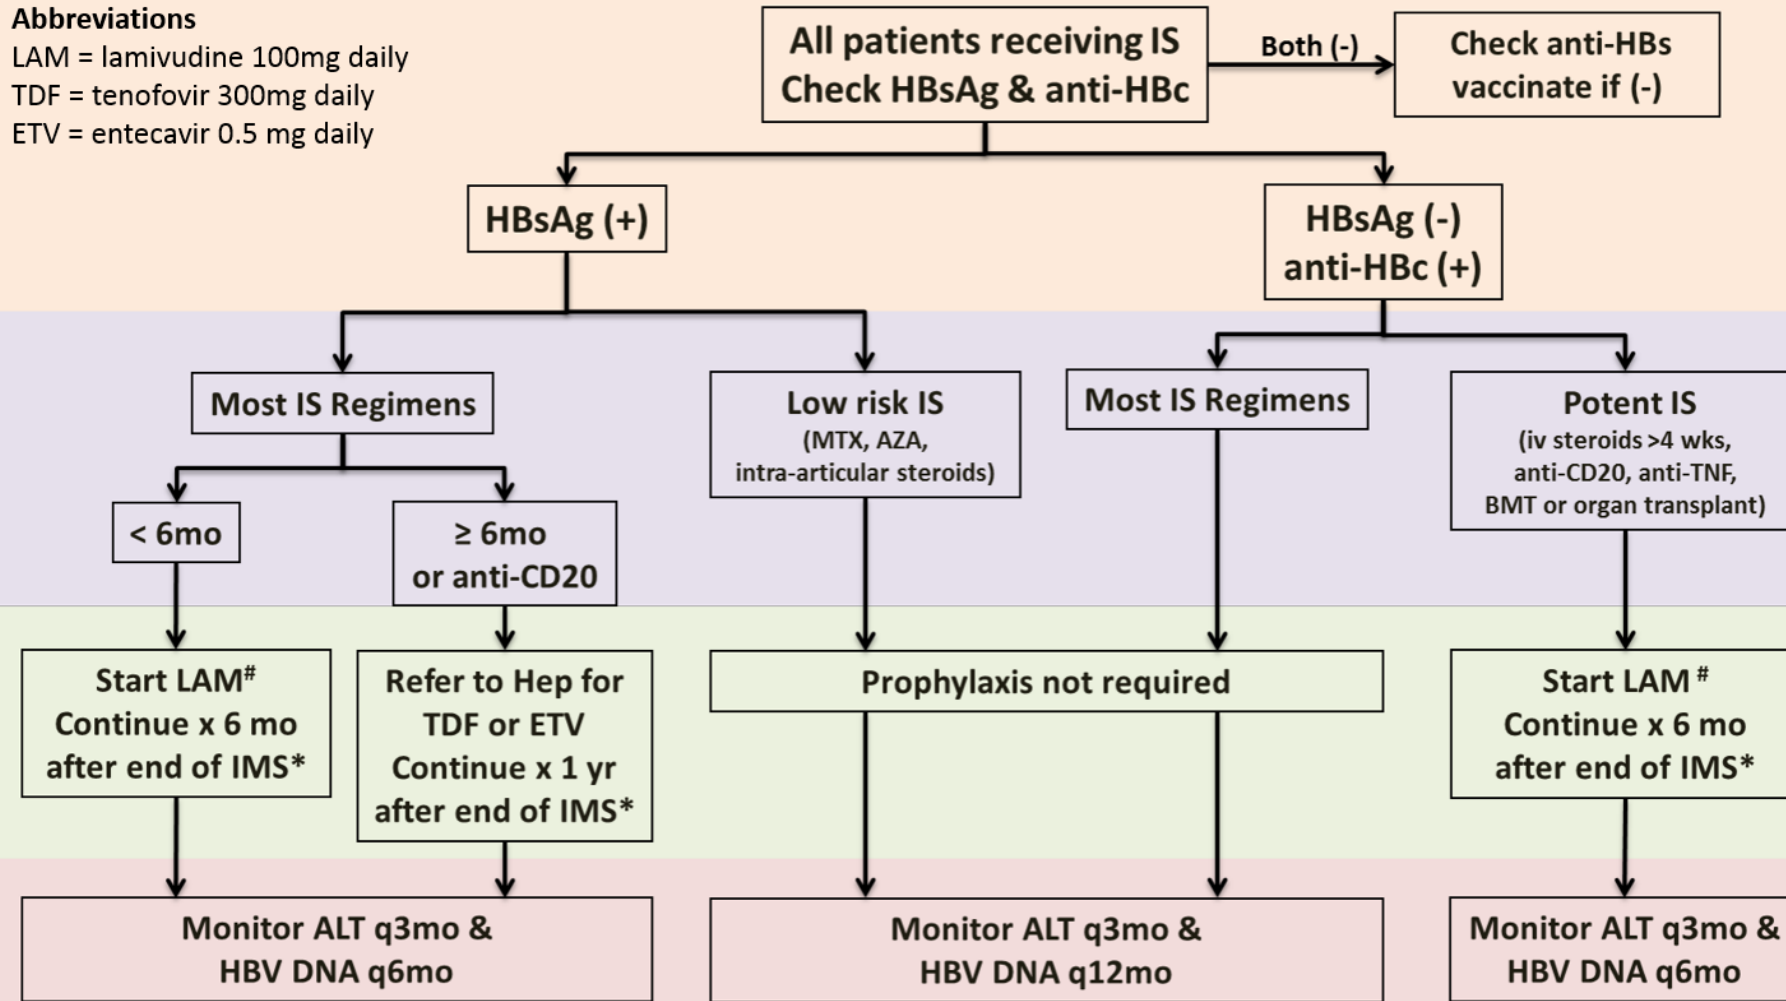 Abbreviations
LAM = lamivudine 100mg daily
TDF = tenofovir 300mg daily
ETV = entecavir 0.5 mg daily
All patients receiving IS
Check HBsAg & anti-HBc
Both (-)
Check anti-HBs
vaccinate if (-)
HBsAg (+)
HBsAg (-)
anti-HBc (+)
Most IS Regimens
Low risk IS
(MTX, AZA,
intra-articular steroids)
Most IS Regimens
Potent IS
(iv steroids >4 wks,
anti-CD20, anti-TNF,
BMT or organ transplant)
< 6mo
≥ 6mo
or anti-CD20
Start LAM#
Continue x 6 mo
after end of IMS*
Refer to Hep for
TDF or ETV
Continue x 1 yr
after end of IMS*
Prophylaxis not required
Start LAM #
Continue x 6 mo
after end of IMS*
Monitor ALT q3mo &
HBV DNA q6mo
Monitor ALT q3mo &
HBV DNA q12mo
Monitor ALT q3mo &
HBV DNA q6mo